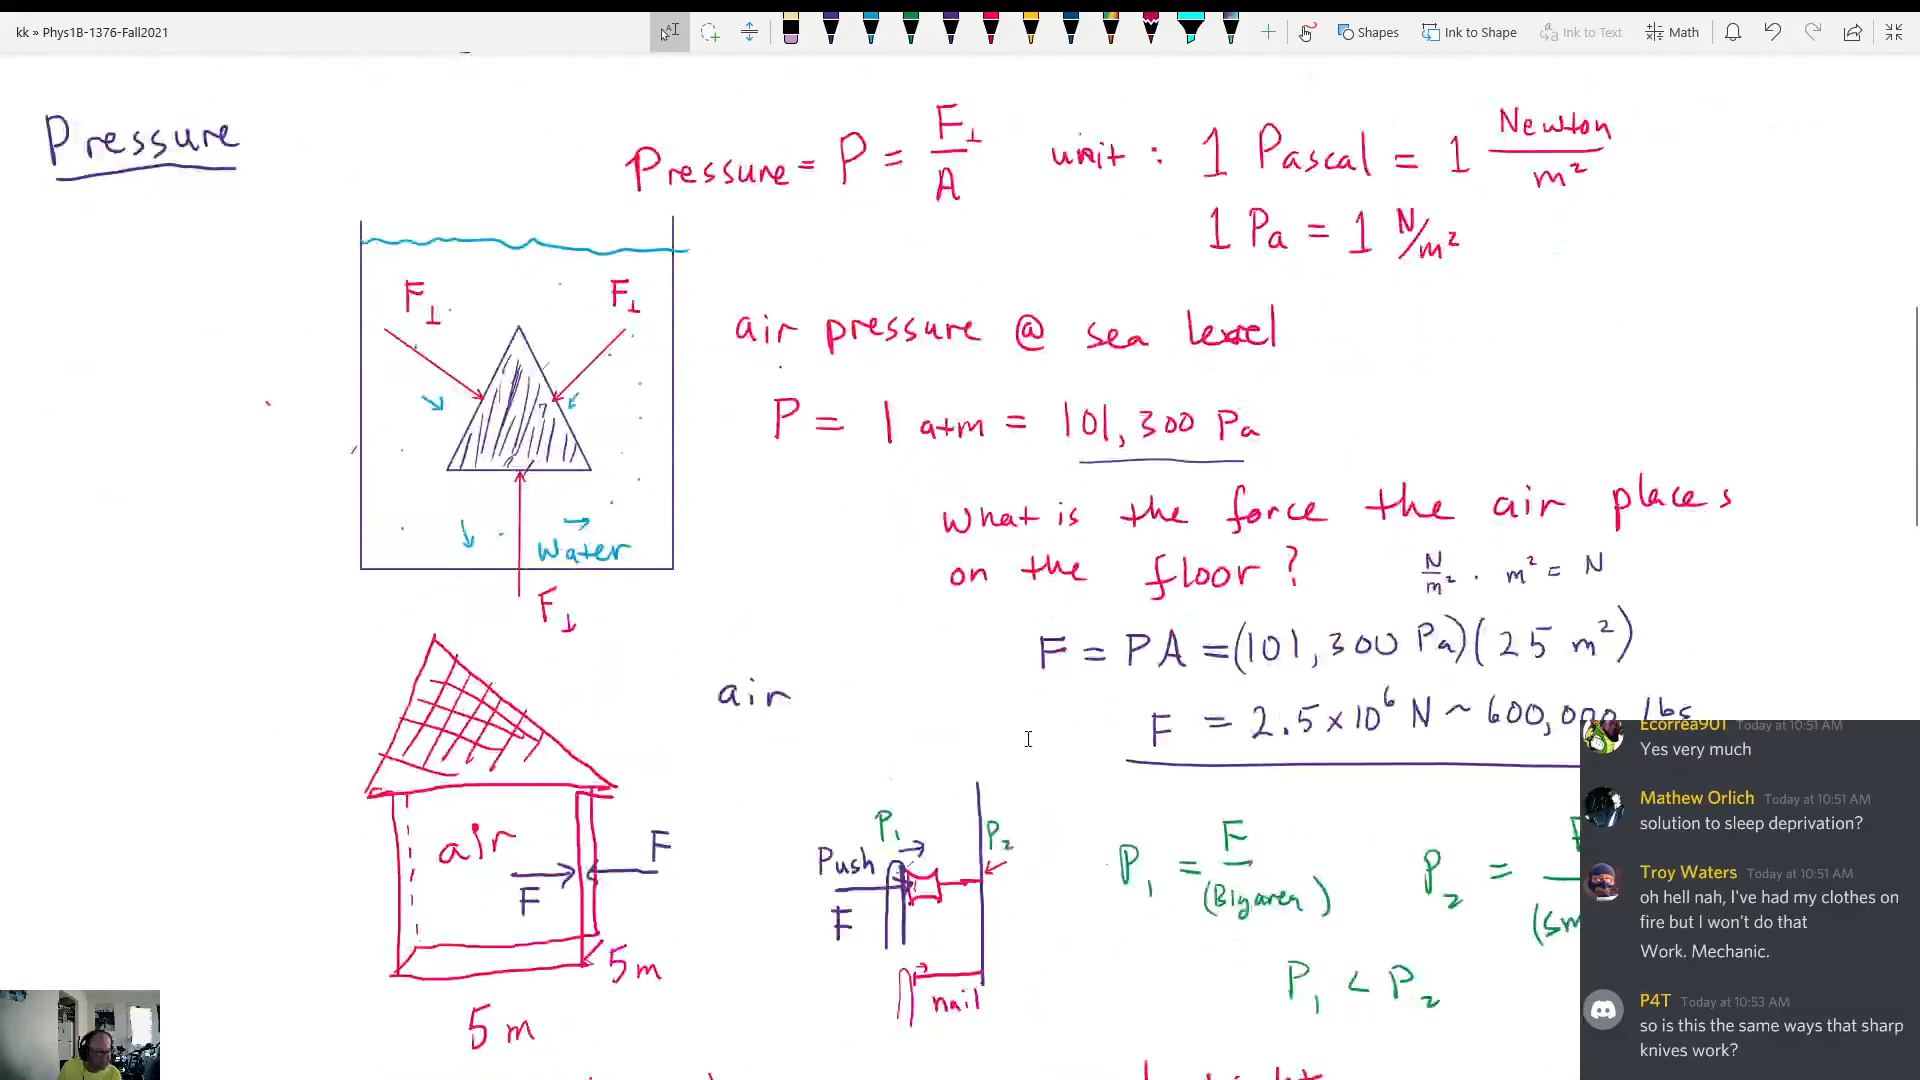 kk » Phys1B-1376-Fall2021
Shapes
Ink to Shape
Ink to Text
Math
Pressure
Pressure = P = F⊥ / A
unit : 1 Pascal = 1 Newton / m²
1 Pa = 1 N/m²
F⊥
F⊥
air pressure @ sea level
P = 1 atm = 101,300 Pa
What is the force the air places
on the floor?
N/m² · m² = N
Water
F⊥
F = PA = (101,300 Pa)(25 m²)
air
F = 2.5 x 10⁶ N ~ 600,000 lbs
air
F
F
5 m
5 m
Push
F
P₁
P₂
nail
P₁ = F / (Big area)
P₂ =
P₁ < P₂
Ecorrea901 Today at 10:51 AM
Yes very much
Mathew Orlich Today at 10:51 AM
solution to sleep deprivation?
Troy Waters Today at 10:51 AM
oh hell nah, I've had my clothes on
fire but I won't do that
Work. Mechanic.
P4T Today at 10:53 AM
so is this the same ways that sharp
knives work?